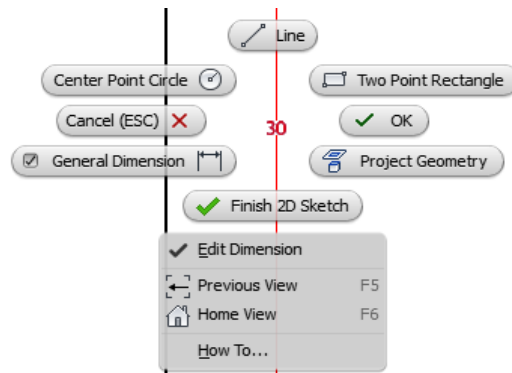 Line
Center Point Circle
Two Point Rectangle
Cancel (ESC)
30
OK
General Dimension
Project Geometry
Finish 2D Sketch
Edit Dimension
Previous View F5
Home View F6
How To...